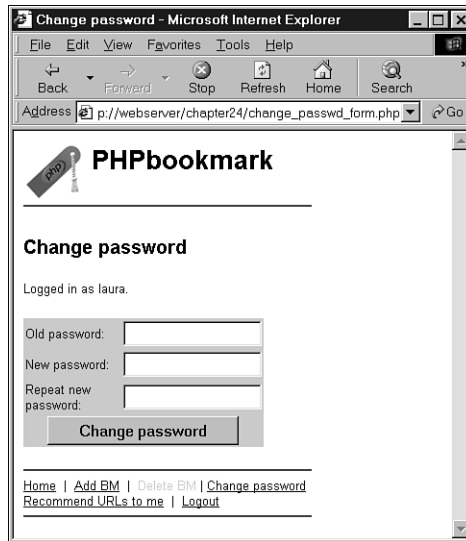 Change password - Microsoft Internet Explorer
File Edit View Favorites Tools Help
Back Forward Stop Refresh Home Search »
Address p://webserver/chapter24/change_passwd_form.php Go
php
PHPbookmark
Change password
Logged in as laura.
Old password:
New password:
Repeat new
password:
Change password
Home | Add BM | Delete BM | Change password
Recommend URLs to me | Logout